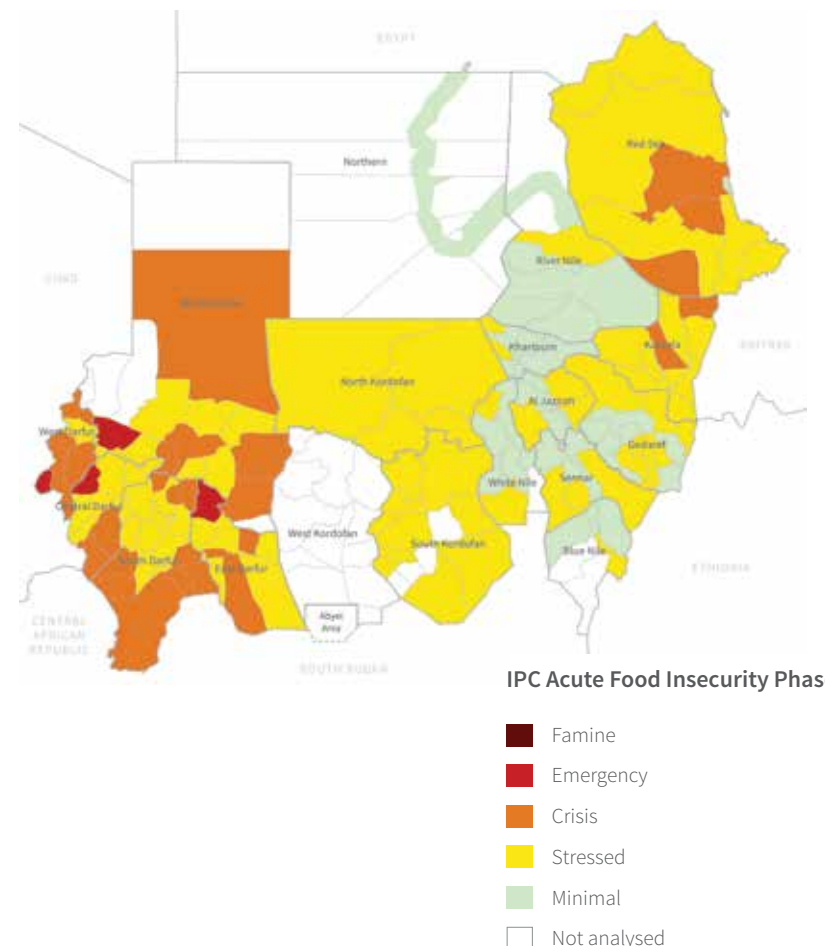 EGYPT
Red Sea
Northern
LIBYA
River Nile
North Darfur
Khartoum
Kassala
ERITREA
North Kordofan
Al Jazirah
West Darfur
Gedaref
White Nile
Sennar
Central Darfur
West Kordofan
South Kordofan
Blue Nile
South Darfur
East Darfur
ETHIOPIA
Abyei
Area
CENTRAL
AFRICAN
REPUBLIC
SOUTH SUDAN
IPC Acute Food Insecurity Phas
Famine
Emergency
Crisis
Stressed
Minimal
Not analysed